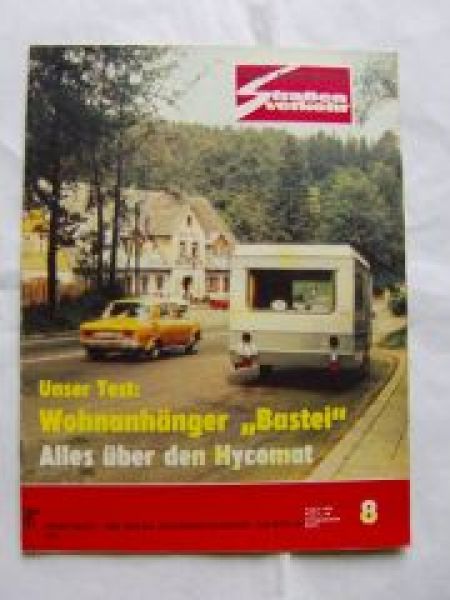 Straßen
verkehr
Unser Test:
Wohnanhänger „Bastei“
Alles über den Hycomat
8